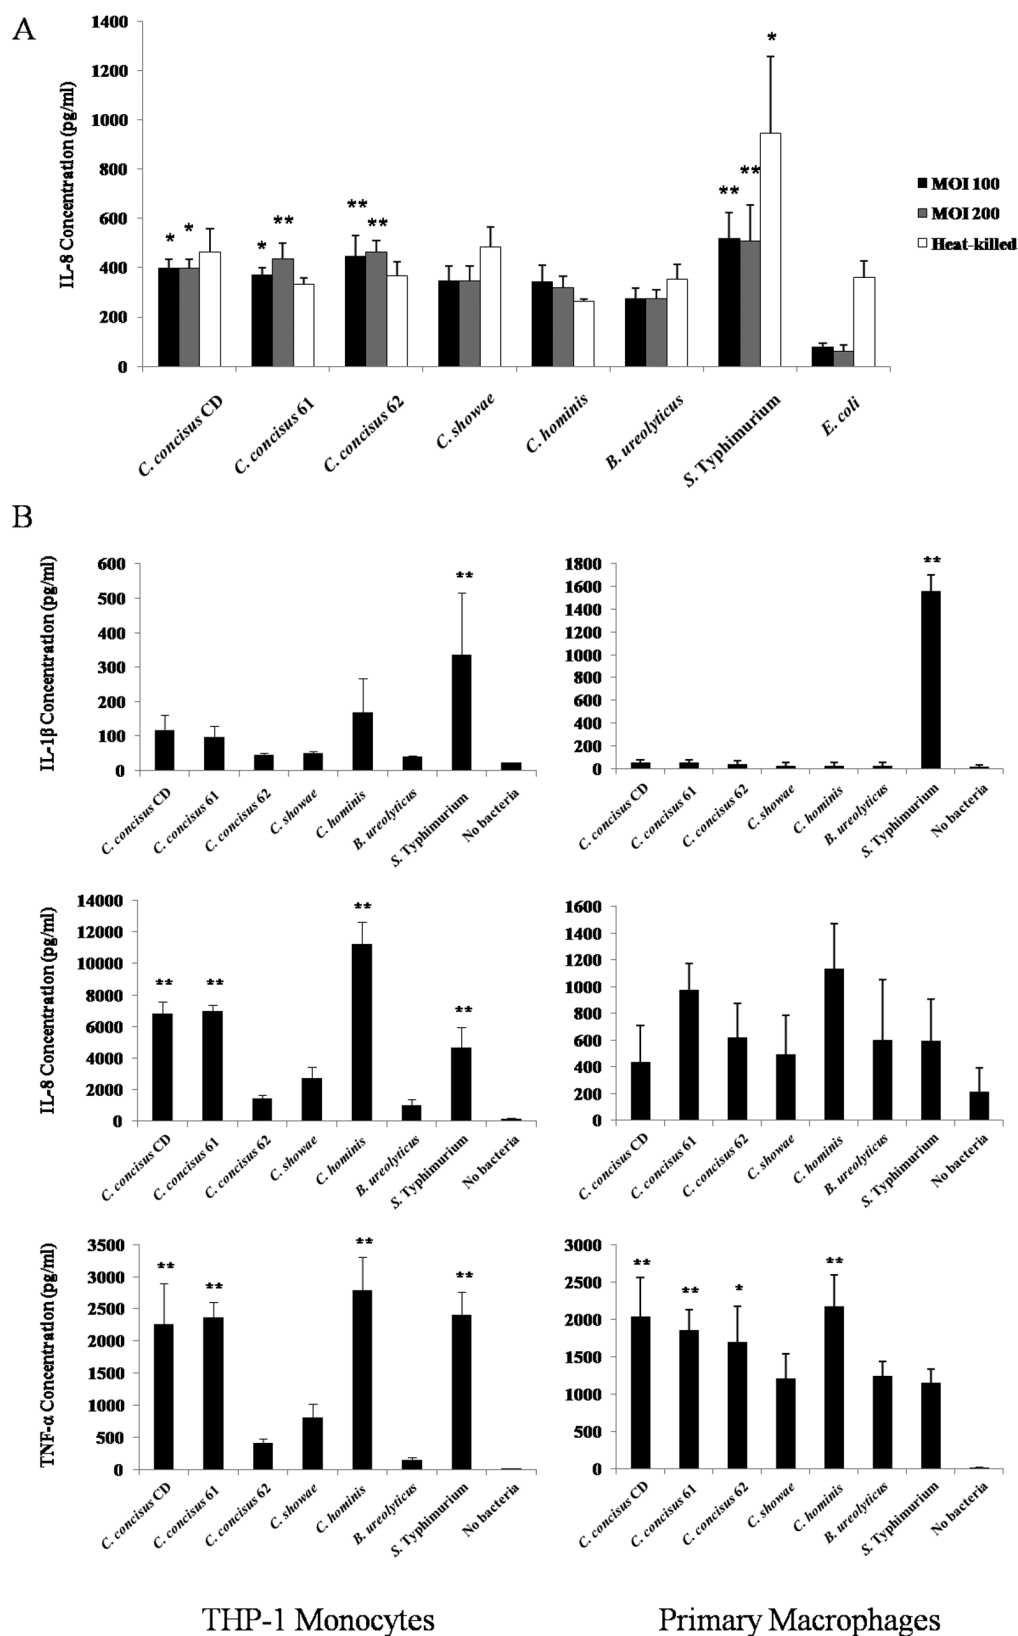 A
IL-8 Concentration (pg/ml)
1400
1200
1000
800
600
400
200
0
* * * ** ** ** ** ** *
MOI 100
MOI 200
Heat-killed
C. concisus CD
C. concisus 61
C. concisus 62
C. showae
C. hominis
B. ureolyticus
S. Typhimurium
E. coli
B
IL-1β Concentration (pg/ml)
600
500
400
300
200
100
0
**
C. concisus CD
C. concisus 61
C. concisus 62
C. showae
C. hominis
B. ureolyticus
S. Typhimurium
No bacteria
1800
1600
1400
1200
1000
800
600
400
200
0
**
C. concisus CD
C. concisus 61
C. concisus 62
C. showae
C. hominis
B. ureolyticus
S. Typhimurium
No bacteria
IL-8 Concentration (pg/ml)
14000
12000
10000
8000
6000
4000
2000
0
** ** ** **
C. concisus CD
C. concisus 61
C. concisus 62
C. showae
C. hominis
B. ureolyticus
S. Typhimurium
No bacteria
1600
1400
1200
1000
800
600
400
200
0
C. concisus CD
C. concisus 61
C. concisus 62
C. showae
C. hominis
B. ureolyticus
S. Typhimurium
No bacteria
TNF-α Concentration (pg/ml)
3500
3000
2500
2000
1500
1000
500
0
** ** ** **
C. concisus CD
C. concisus 61
C. concisus 62
C. showae
C. hominis
B. ureolyticus
S. Typhimurium
No bacteria
3000
2500
2000
1500
1000
500
0
** ** * **
C. concisus CD
C. concisus 61
C. concisus 62
C. showae
C. hominis
B. ureolyticus
S. Typhimurium
No bacteria
THP-1 Monocytes
Primary Macrophages